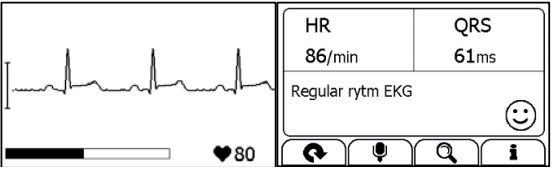 80
HR
QRS
86/min
61ms
Regular rytm EKG
i